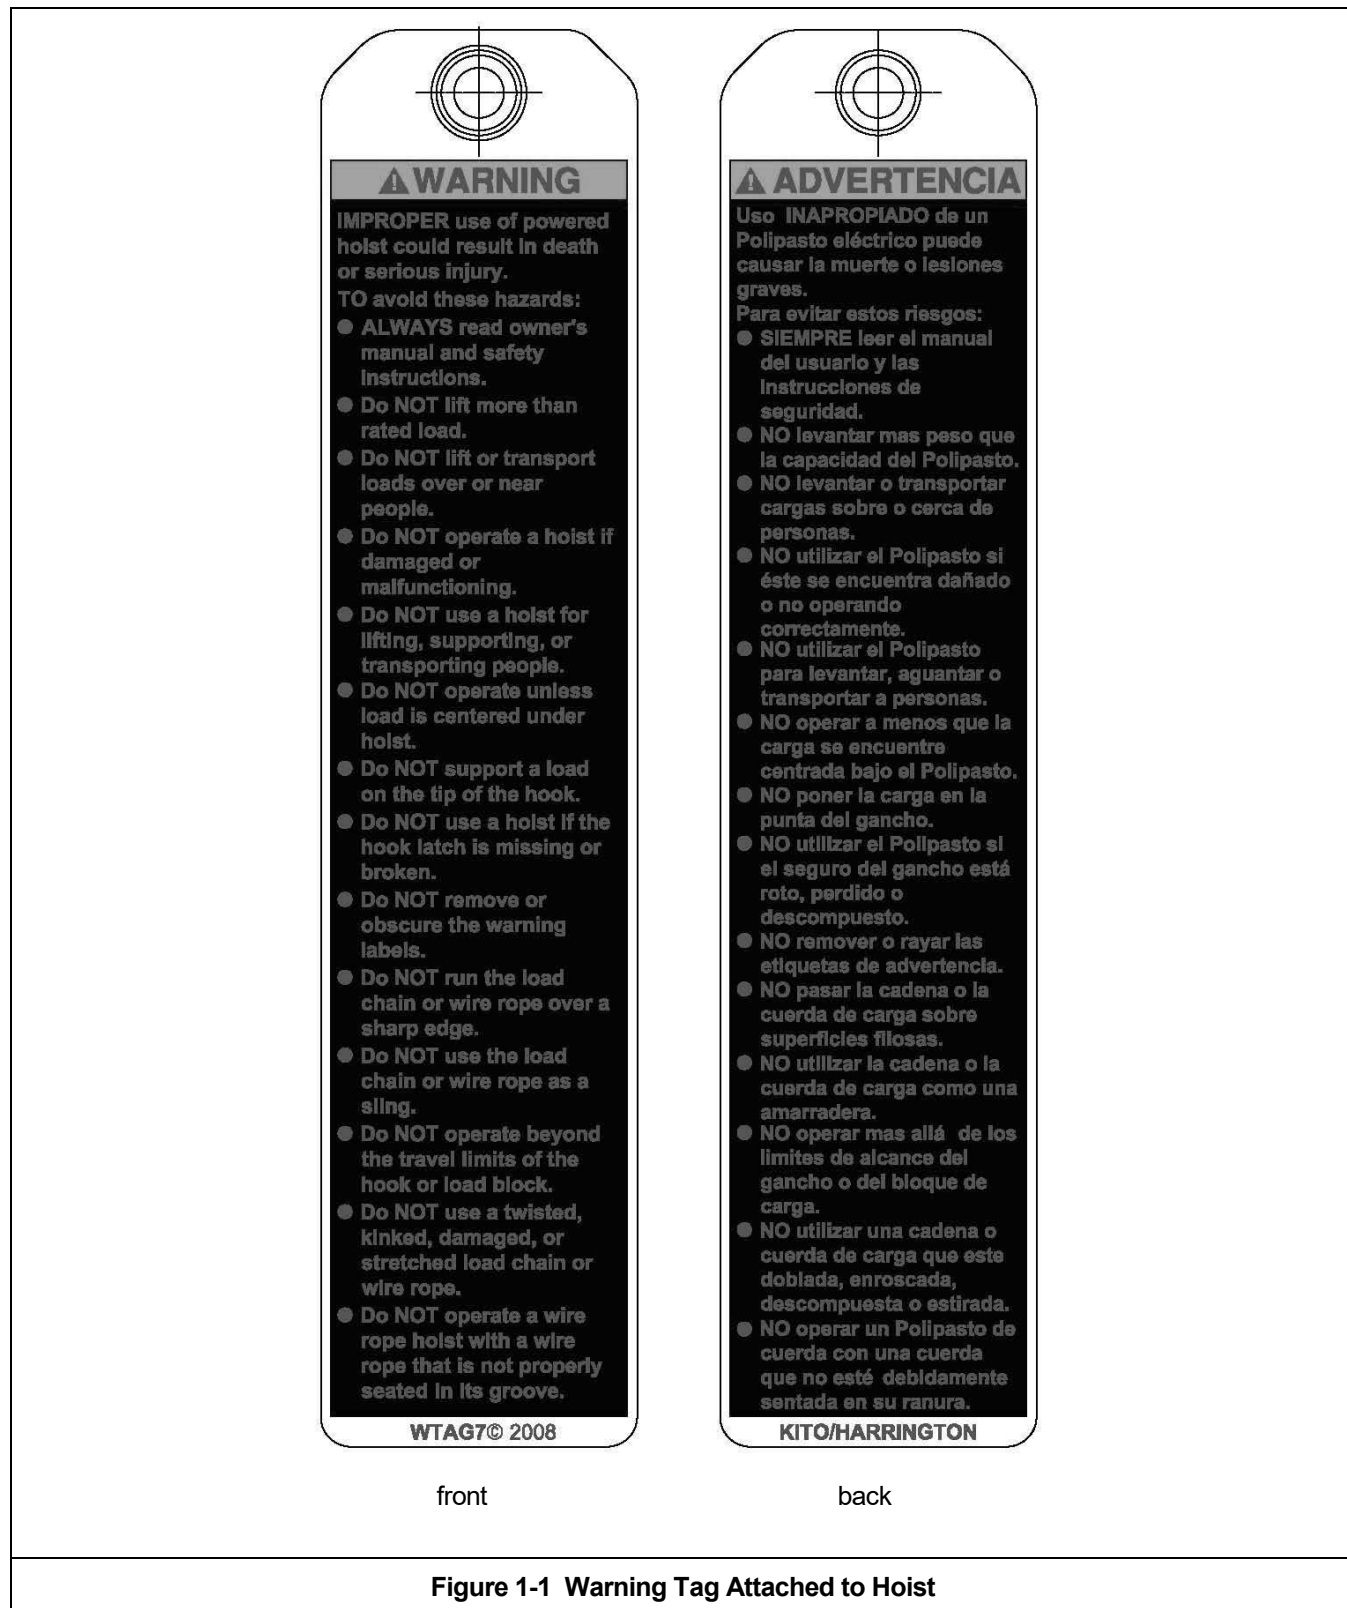 WARNING
IMPROPER use of powered
hoist could result in death
or serious injury.
TO avoid these hazards:
● ALWAYS read owner's
manual and safety
instructions.
● Do NOT lift more than
rated load.
● Do NOT lift or transport
loads over or near
people.
● Do NOT operate a hoist if
damaged or
malfunctioning.
● Do NOT use a hoist for
lifting, supporting, or
transporting people.
● Do NOT operate unless
load is centered under
hoist.
● Do NOT support a load
on the tip of the hook.
● Do NOT use a hoist if the
hook latch is missing or
broken.
● Do NOT remove or
obscure the warning
labels.
● Do NOT run the load
chain or wire rope over a
sharp edge.
● Do NOT use the load
chain or wire rope as a
sling.
● Do NOT operate beyond
the travel limits of the
hook or load block.
● Do NOT use a twisted,
kinked, damaged, or
stretched load chain or
wire rope.
● Do NOT operate a wire
rope hoist with a wire
rope that is not properly
seated in its groove.
WTAG7© 2008
front
ADVERTENCIA
Uso INAPROPIADO de un
Polipasto eléctrico puede
causar la muerte o lesiones
graves.
Para evitar estos riesgos:
● SIEMPRE leer el manual
del usuario y las
instrucciones de
seguridad.
● NO levantar mas peso que
la capacidad del Polipasto.
● NO levantar o transportar
cargas sobre o cerca de
personas.
● NO utilizar el Polipasto si
éste se encuentra dañado
o no operando
correctamente.
● NO utilizar el Polipasto
para levantar, aguantar o
transportar a personas.
● NO operar a menos que la
carga se encuentre
centrada bajo el Polipasto.
● NO poner la carga en la
punta del gancho.
● NO utilizar el Polipasto si
el seguro del gancho está
roto, perdido o
descompuesto.
● NO remover o rayar las
etiquetas de advertencia.
● NO pasar la cadena o la
cuerda de carga sobre
superficies filosas.
● NO utilizar la cadena o la
cuerda de carga como una
amarradera.
● NO operar mas allá de los
limites de alcance del
gancho o del bloque de
carga.
● NO utilizar una cadena o
cuerda de carga que este
doblada, enroscada,
descompuesta o estirada.
● NO operar un Polipasto de
cuerda con una cuerda
que no esté debidamente
sentada en su ranura.
KITO/HARRINGTON
back
Figure 1-1 Warning Tag Attached to Hoist